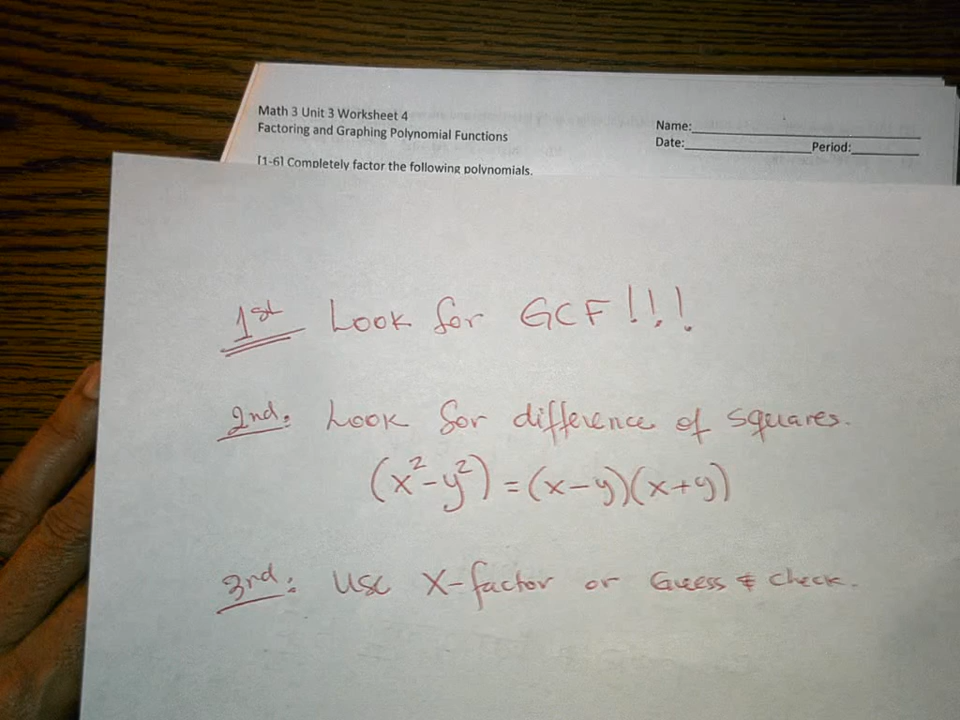 Math 3 Unit 3 Worksheet 4
Factoring and Graphing Polynomial Functions
Name:
Date: Period:
[1-6] Completely factor the following polynomials.
1st Look for GCF!!!
2nd: Look for difference of squares.
(x²-y²) = (x-y)(x+y)
3rd: Use X-factor or Guess & check.